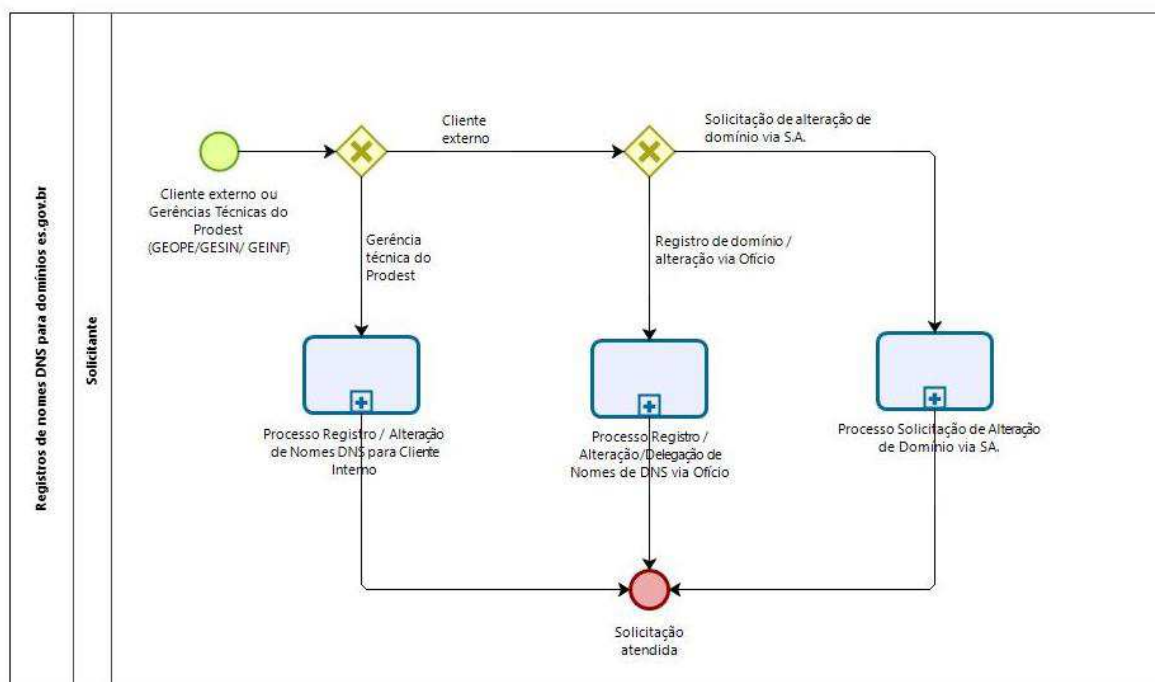 Registros de nomes DNS para domínios es.gov.br
Solicitante
Cliente externo ou
Gerências Técnicas do
Prodest
(GEOPE/GESIN/ GEINF)
Cliente
externo
Solicitação de alteração de
domínio via S.A.
Gerência
técnica do
Prodest
Registro de domínio /
alteração via Ofício
Processo Registro / Alteração
de Nomes DNS para Cliente
Interno
Processo Registro /
Alteração/Delegação de
Nomes de DNS via Ofício
Processo Solicitação de Alteração
de Domínio via SA.
Solicitação
atendida